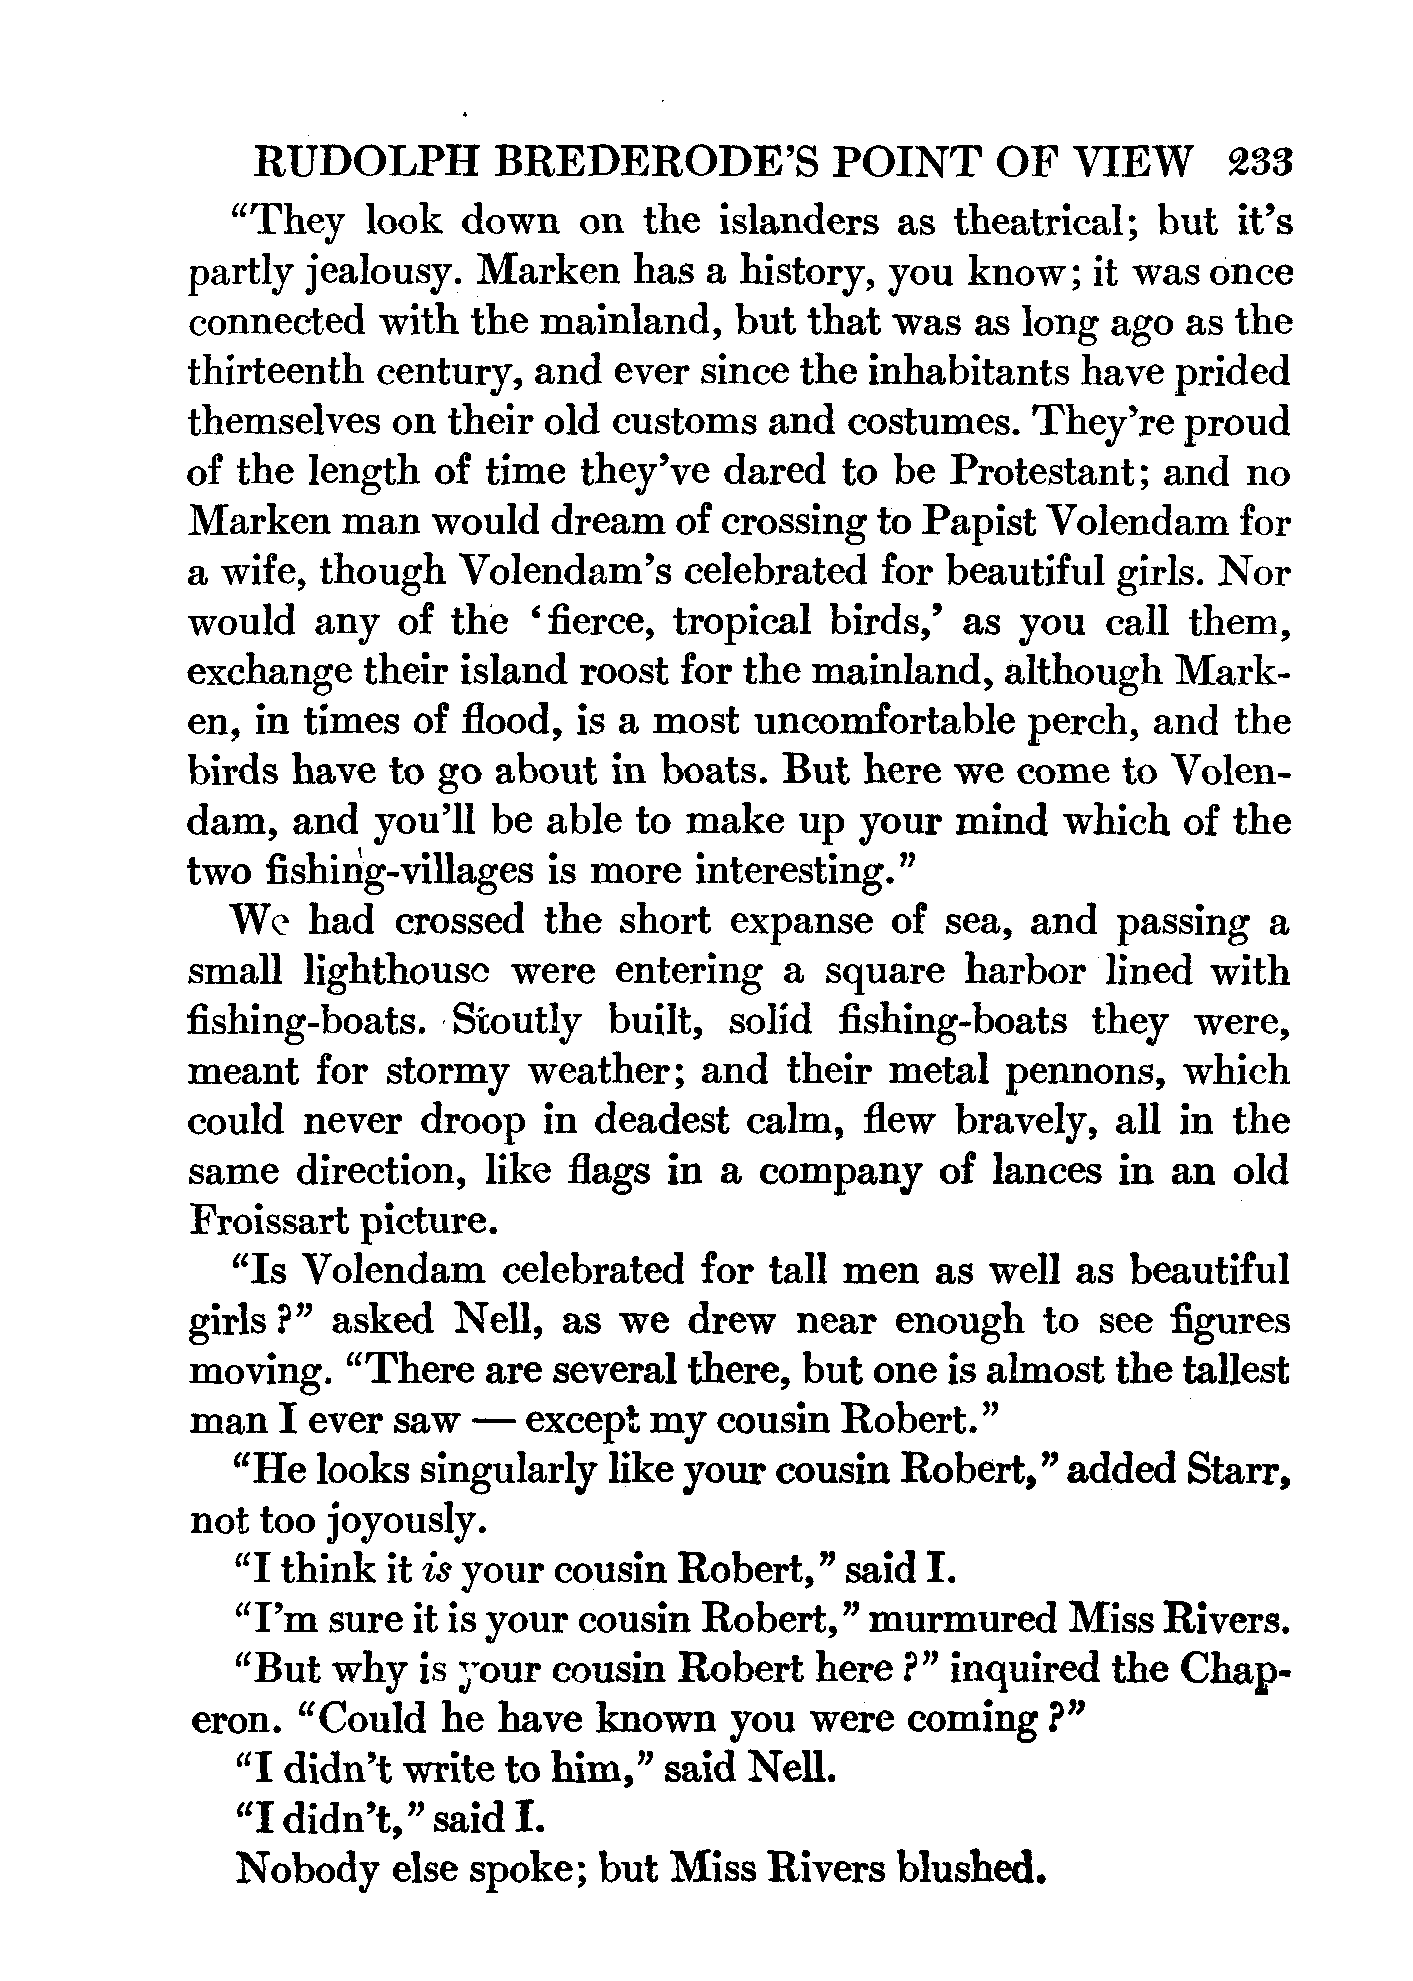 RUDOLPH BREDERODE'S POINT OF VIEW 233
"They look down on the islanders as theatrical; but it's
partly jealousy. Marken has a history, you know; it was once
connected with the mainland, but that was as long ago as the
thirteenth century, and ever since the inhabitants have prided
themselves on their old customs and costumes. They're proud
of the length of time they've dared to be Protestant; and no
Marken man would dream of crossing to Papist Volendam for
a wife, though Volendam's celebrated for beautiful girls. Nor
would any of the 'fierce, tropical birds,' as you call them,
exchange their island roost for the mainland, although Mark-
en, in times of flood, is a most uncomfortable perch, and the
birds have to go about in boats. But here we come to Volen-
dam, and you'll be able to make up your mind which of the
two fishing-villages is more interesting."
We had crossed the short expanse of sea, and passing a
small lighthouse were entering a square harbor lined with
fishing-boats. Stoutly built, solid fishing-boats they were,
meant for stormy weather; and their metal pennons, which
could never droop in deadest calm, flew bravely, all in the
same direction, like flags in a company of lances in an old
Froissart picture.
"Is Volendam celebrated for tall men as well as beautiful
girls?" asked Nell, as we drew near enough to see figures
moving. "There are several there, but one is almost the tallest
man I ever saw — except my cousin Robert."
"He looks singularly like your cousin Robert," added Starr,
not too joyously.
"I think it is your cousin Robert," said I.
"I'm sure it is your cousin Robert," murmured Miss Rivers.
"But why is your cousin Robert here?" inquired the Chap-
eron. "Could he have known you were coming?"
"I didn't write to him," said Nell.
"I didn't," said I.
Nobody else spoke; but Miss Rivers blushed.